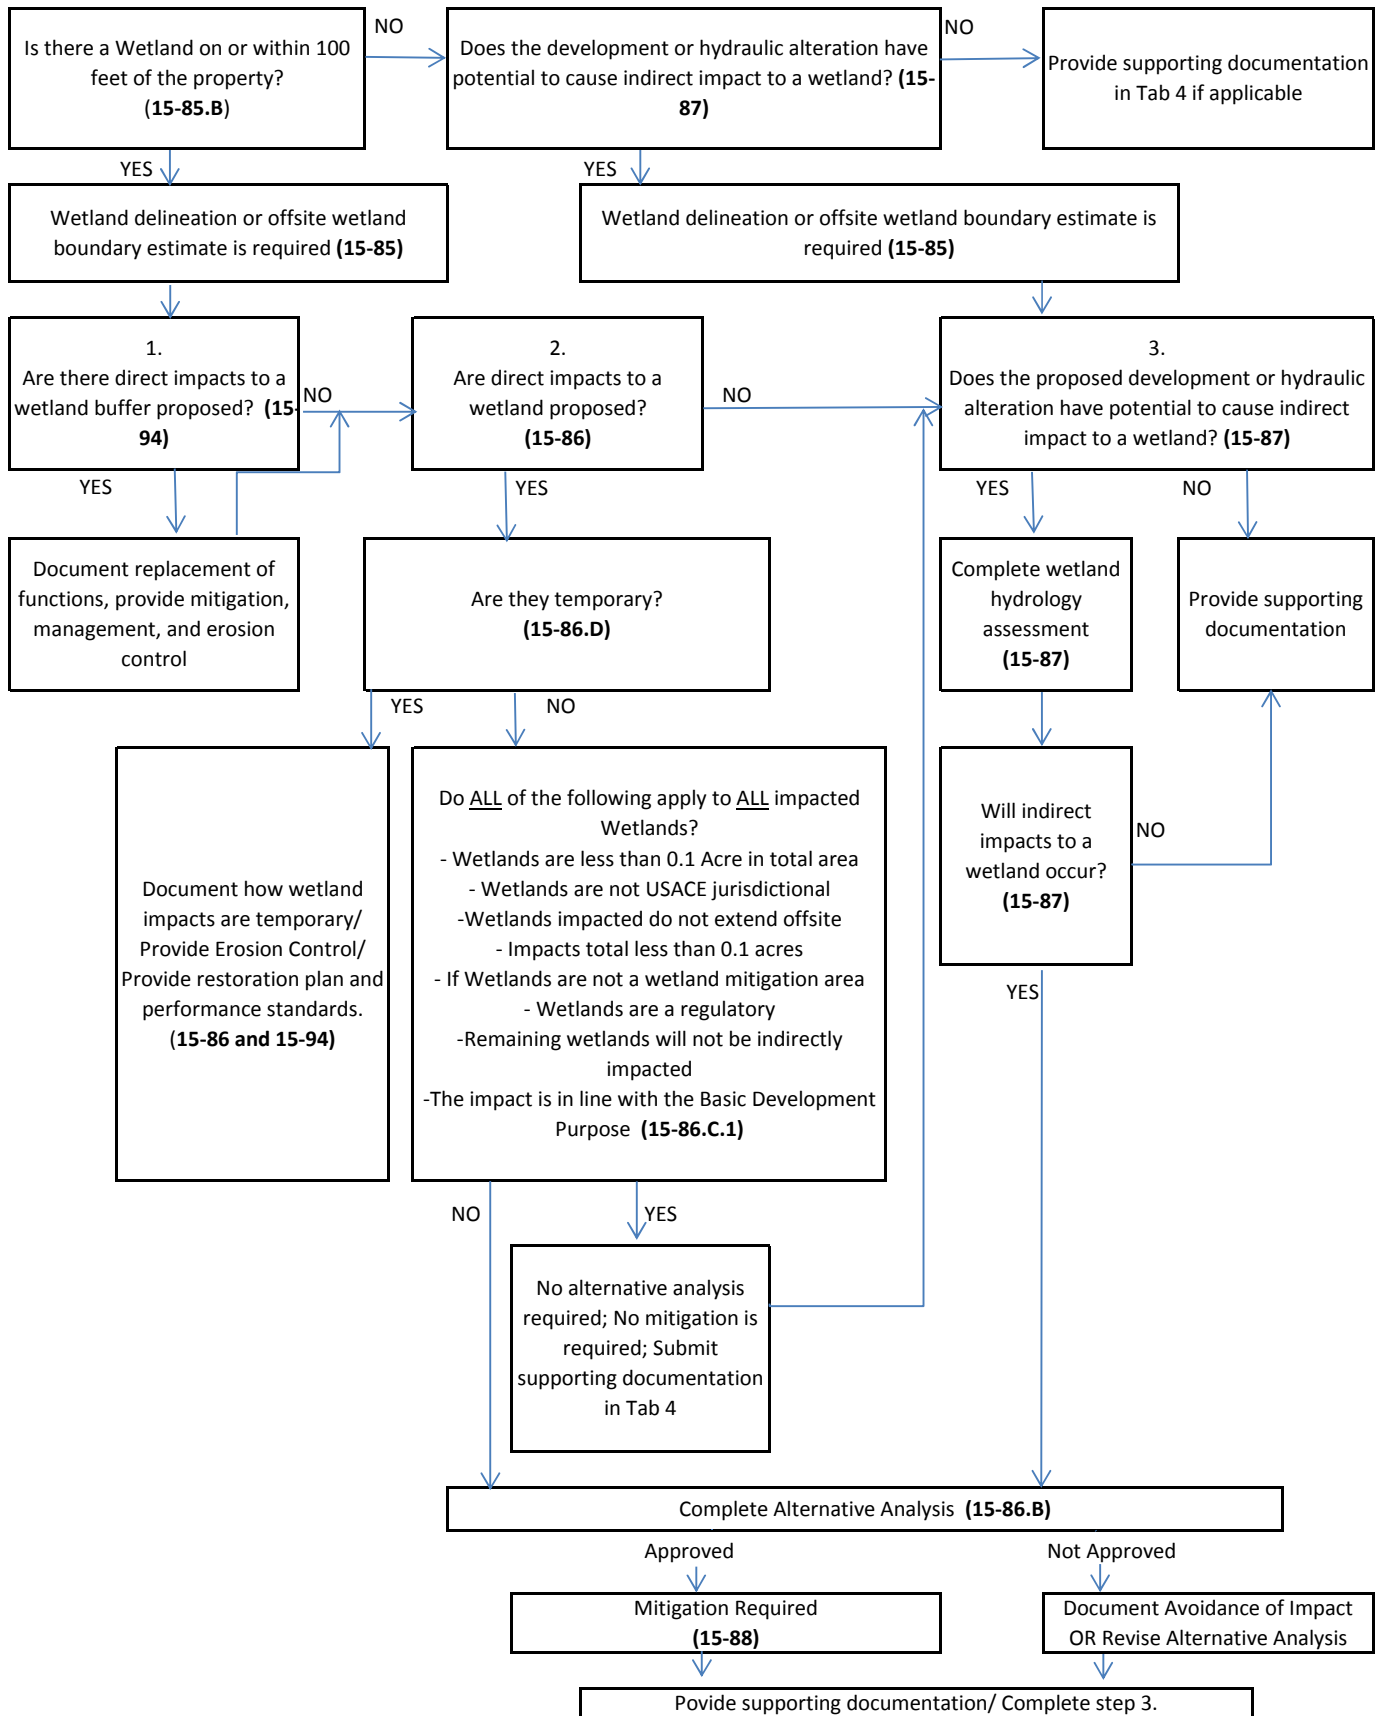 Is there a Wetland on or within 100
feet of the property?
(15-85.B)
NO
Does the development or hydraulic alteration have
potential to cause indirect impact to a wetland? (15-
87)
NO
Provide supporting documentation
in Tab 4 if applicable
YES
YES
Wetland delineation or offsite wetland
boundary estimate is required (15-85)
Wetland delineation or offsite wetland boundary estimate is
required (15-85)
1.
Are there direct impacts to a
wetland buffer proposed? (15-
94)
NO
2.
Are direct impacts to a
wetland proposed?
(15-86)
NO
3.
Does the proposed development or hydraulic
alteration have potential to cause indirect
impact to a wetland? (15-87)
YES
YES
YES
NO
Document replacement of
functions, provide mitigation,
management, and erosion
control
Are they temporary?
(15-86.D)
Complete wetland
hydrology
assessment
(15-87)
Provide supporting
documentation
YES
NO
Document how wetland
impacts are temporary/
Provide Erosion Control/
Provide restoration plan and
performance standards.
(15-86 and 15-94)
Do ALL of the following apply to ALL impacted
Wetlands?
- Wetlands are less than 0.1 Acre in total area
- Wetlands are not USACE jurisdictional
-Wetlands impacted do not extend offsite
- Impacts total less than 0.1 acres
- If Wetlands are not a wetland mitigation area
- Wetlands are a regulatory
-Remaining wetlands will not be indirectly
impacted
-The impact is in line with the Basic Development
Purpose (15-86.C.1)
Will indirect
impacts to a
wetland occur?
(15-87)
NO
YES
NO
YES
No alternative analysis
required; No mitigation is
required; Submit
supporting documentation
in Tab 4
Complete Alternative Analysis (15-86.B)
Approved
Not Approved
Mitigation Required
(15-88)
Document Avoidance of Impact
OR Revise Alternative Analysis
Povide supporting documentation/ Complete step 3.